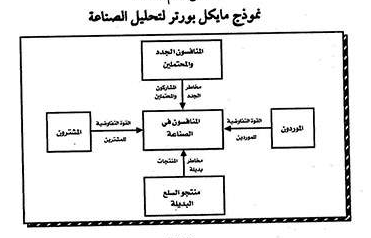 نموذج مايكل بورتر لتحليل الصناعة
المنافسون الجدد
والمحتملين
مخاطر المشاركون
الجدد والمحتملين
الموردون
القوة التفاوضية
للموردين
المنافسون في
الصناعة
القوة التفاوضية
للمشترين
المشترون
مخاطر المنتجات
بديلة
منتجو السلع
البديلة